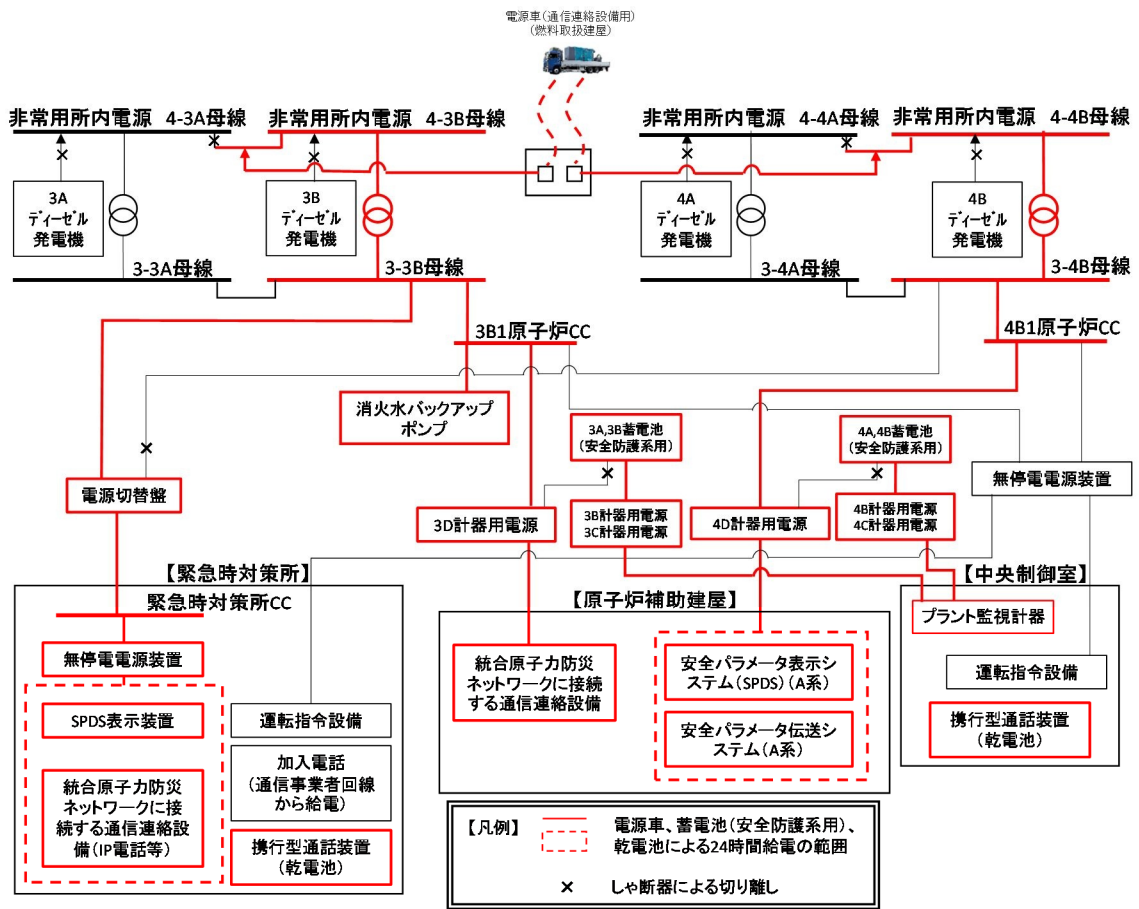 電源車(通信連絡設備用)
(燃料取扱建屋)
非常用所内電源 4-3A母線
非常用所内電源 4-3B母線
非常用所内電源 4-4A母線
非常用所内電源 4-4B母線
3A
ディーゼル
発電機
3B
ディーゼル
発電機
4A
ディーゼル
発電機
4B
ディーゼル
発電機
3-3A母線
3-3B母線
3-4A母線
3-4B母線
3B1原子炉CC
4B1原子炉CC
消火水バックアップ
ポンプ
3A,3B蓄電池
(安全防護系用)
4A,4B蓄電池
(安全防護系用)
無停電電源装置
電源切替盤
3D計器用電源
3B計器用電源
3C計器用電源
4D計器用電源
4B計器用電源
4C計器用電源
【緊急時対策所】
緊急時対策所CC
無停電電源装置
SPDS表示装置
統合原子力防災
ネットワークに接
続する通信連絡設
備(IP電話等)
運転指令設備
加入電話
(通信事業者回線
から給電)
携行型通話装置
(乾電池)
【原子炉補助建屋】
統合原子力防災
ネットワークに接続
する通信連絡設備
安全パラメータ表示シ
ステム(SPDS)(A系)
安全パラメータ伝送シ
ステム(A系)
【中央制御室】
プラント監視計器
運転指令設備
携行型通話装置
(乾電池)
【凡例】
電源車、蓄電池(安全防護系用)、
乾電池による24時間給電の範囲
× しゃ断器による切り離し